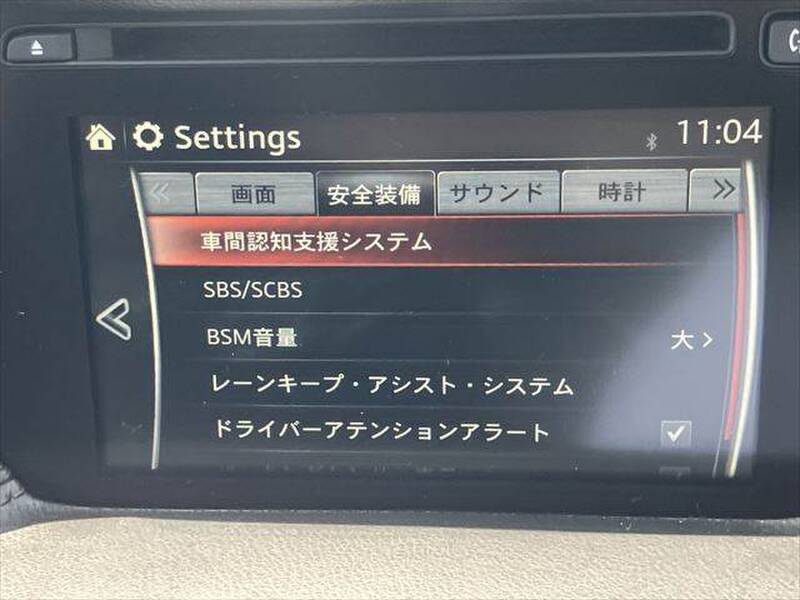 Settings
11:04
画面
安全装備
サウンド
時計
車間認知支援システム
SBS/SCBS
BSM音量
大
レーンキープ・アシスト・システム
ドライバーアテンションアラート